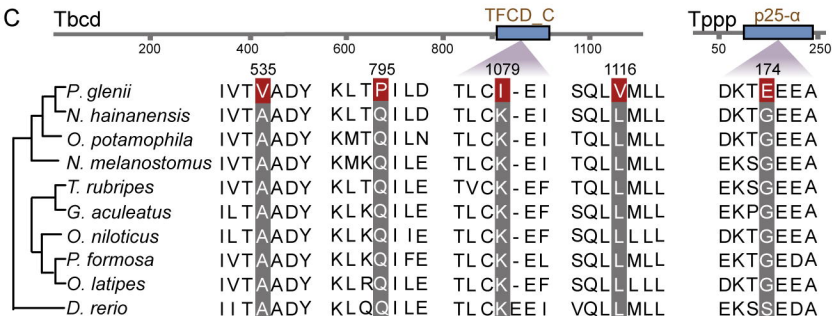 C Tbcd TFCD_C Tppp p25-α
200 400 600 800 1100 50 250
535 795 1079 1116 174
P. glenii IVTVADY KLTPILD TLCI-EI SQLVMLL DKTEEEA
N. hainanensis IVTAADY KLTQILD TLCK-EI SQLLMLL DKTGEEA
O. potamophila IVTAADY KMTQILN TLCK-EI TQLLMLL DKTGEEA
N. melanostomus IVTAADY KMKQILE TLCK-EI TQLLMLL EKSGEEA
T. rubripes IVTAADY KLTQILE TVCK-EF TQLLMLL EKSGEEA
G. aculeatus ILTAADY KLKQILE TLCK-EF SQLLMLL EKPGEEA
O. niloticus ILTAADY KLKQIIE TLCK-EF SQLLLLL DKTGEEA
P. formosa IVTAADY KLKQIFE TLCK-EF SQLLMLL EKTGEDA
O. latipes IVTAADY KLRQILE TLCK-EF SQLLLLL DKTGEEA
D. rerio IITAADY KLQQILE TLCKEEI VQLLMLL EKSSEDA